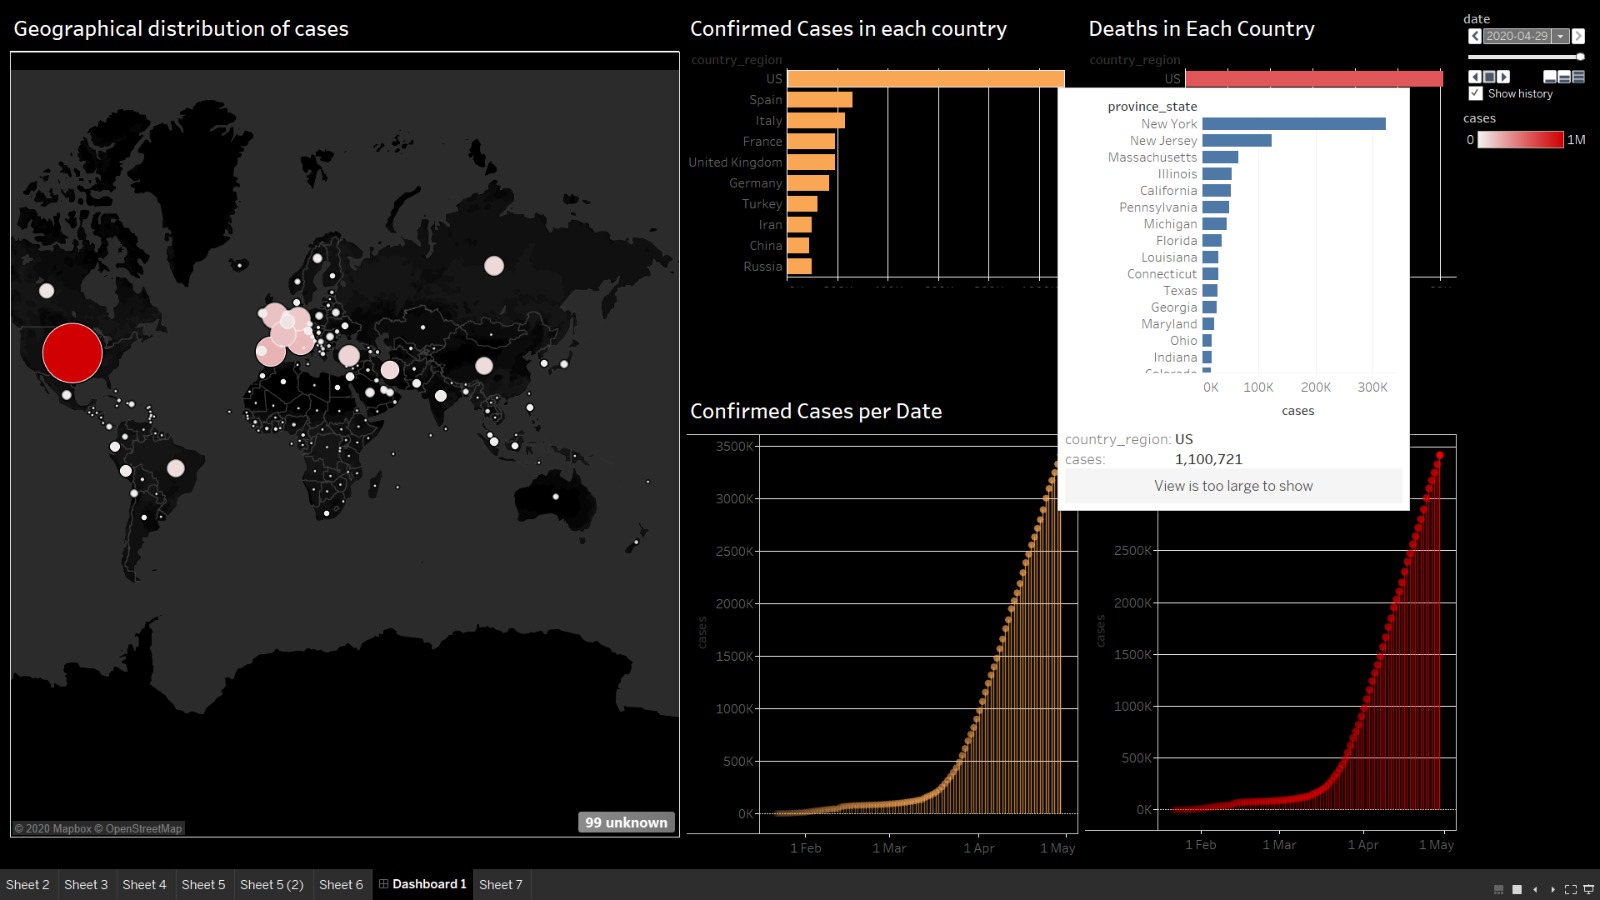 Geographical distribution of cases
© 2020 Mapbox © OpenStreetMap
99 unknown
Confirmed Cases in each country
country_region
US
Spain
Italy
France
United Kingdom
Germany
Turkey
Iran
China
Russia
Deaths in Each Country
country_region
US
province_state
New York
New Jersey
Massachusetts
Illinois
California
Pennsylvania
Michigan
Florida
Louisiana
Connecticut
Texas
Georgia
Maryland
Ohio
Indiana
0K 100K 200K 300K
cases
country_region: US
cases: 1,100,721
View is too large to show
date
2020-04-29
Show history
cases
0 1M
Confirmed Cases per Date
3500K
3000K
2500K
2000K
1500K
1000K
500K
0K
cases
1 Feb 1 Mar 1 Apr 1 May
2500K
2000K
1500K
1000K
500K
0K
cases
1 Feb 1 Mar 1 Apr 1 May
Sheet 2 Sheet 3 Sheet 4 Sheet 5 Sheet 5 (2) Sheet 6 Dashboard 1 Sheet 7